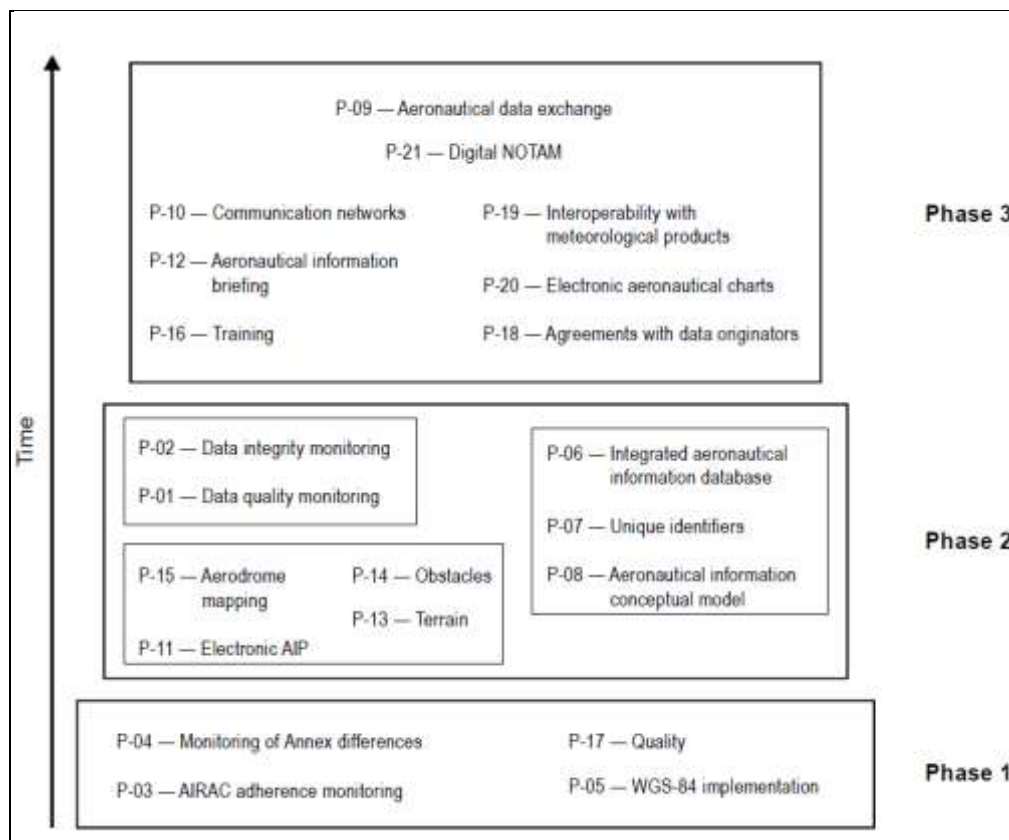 P-09 — Aeronautical data exchange
P-21 — Digital NOTAM
P-10 — Communication networks
P-12 — Aeronautical information
briefing
P-16 — Training
P-19 — Interoperability with
meteorological products
P-20 — Electronic aeronautical charts
P-18 — Agreements with data originators
Phase 3
Time
P-02 — Data integrity monitoring
P-01 — Data quality monitoring
P-15 — Aerodrome
mapping
P-11 — Electronic AIP
P-14 — Obstacles
P-13 — Terrain
P-06 — Integrated aeronautical
information database
P-07 — Unique identifiers
P-08 — Aeronautical information
conceptual model
Phase 2
P-04 — Monitoring of Annex differences
P-03 — AIRAC adherence monitoring
P-17 — Quality
P-05 — WGS-84 implementation
Phase 1